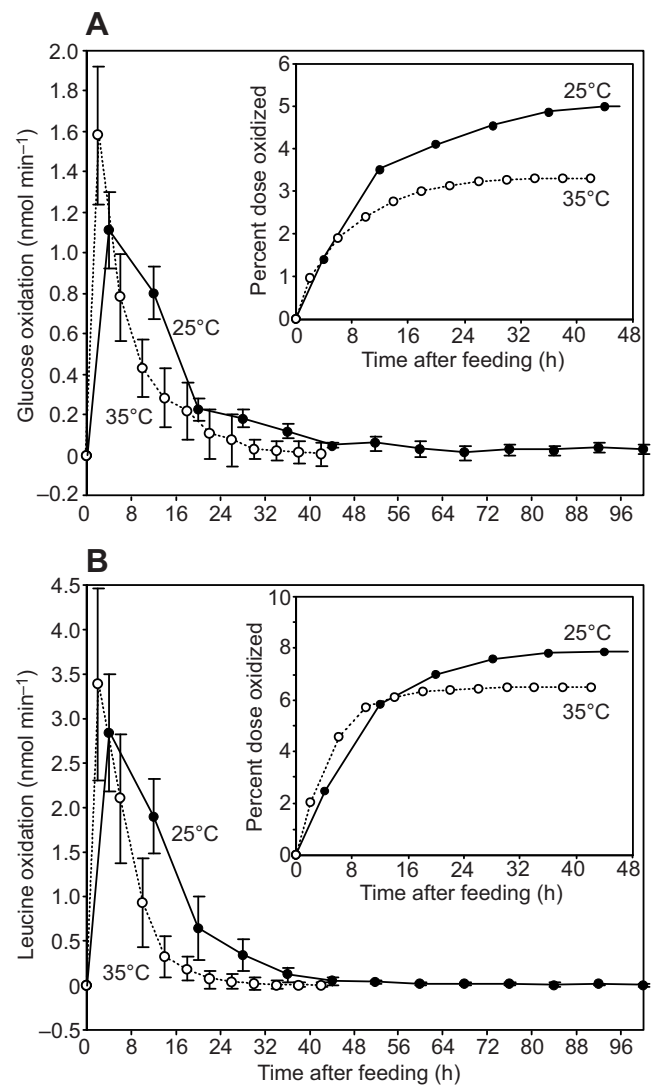 A
Glucose oxidation (nmol min⁻¹)
2.0
1.8
1.6
1.4
1.2
1.0
0.8
0.6
0.4
0.2
0
–0.2
25°C
35°C
0 8 16 24 32 40 48 56 64 72 80 88 96
Percent dose oxidized
6
5
4
3
2
1
0
25°C
35°C
0 8 16 24 32 40 48
Time after feeding (h)
B
Leucine oxidation (nmol min⁻¹)
4.5
4.0
3.5
3.0
2.5
2.0
1.5
1.0
0.5
0
–0.5
25°C
35°C
0 8 16 24 32 40 48 56 64 72 80 88 96
Time after feeding (h)
Percent dose oxidized
10
8
6
4
2
0
25°C
35°C
0 8 16 24 32 40 48
Time after feeding (h)